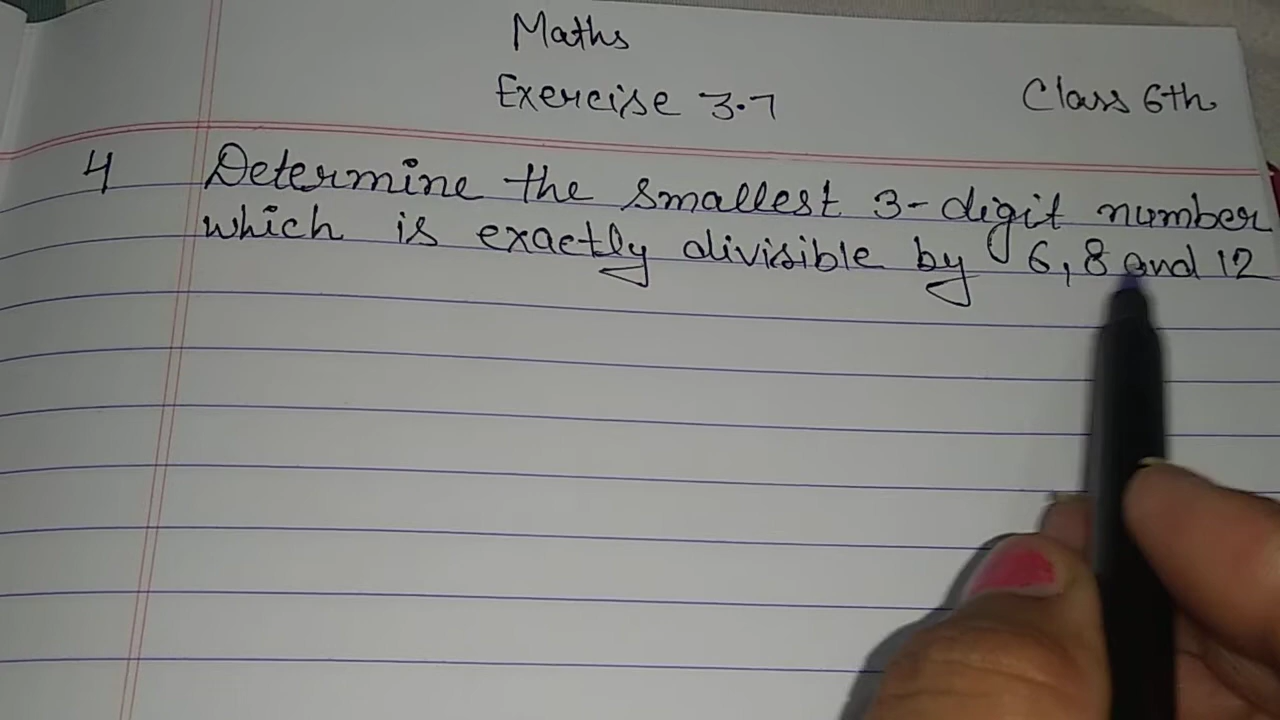 Maths
Exercise 3.7
Class 6th
4 Determine the smallest 3-digit number
which is exactly divisible by 6, 8 and 12